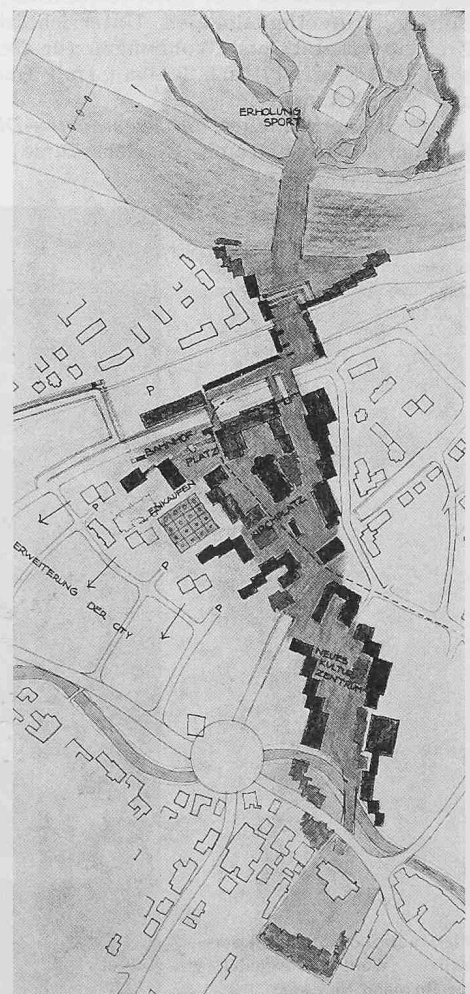 ERHOLUNG
SPORT
P
BAHNHOF
PLATZ
EINKAUFEN
P
KIRCHPLATZ
ERWEITERUNG DER CITY
P
P
NEUES
KULTUR
ZENTRUM